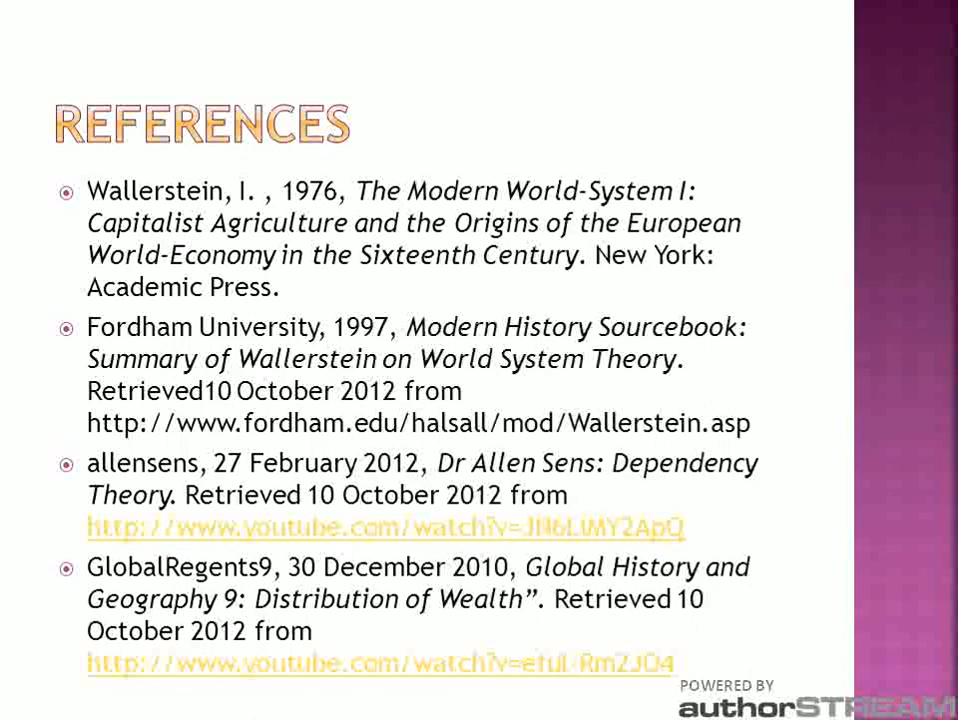 REFERENCES
Wallerstein, I. , 1976, The Modern World-System I:
Capitalist Agriculture and the Origins of the European
World-Economy in the Sixteenth Century. New York:
Academic Press.
Fordham University, 1997, Modern History Sourcebook:
Summary of Wallerstein on World System Theory.
Retrieved10 October 2012 from
http://www.fordham.edu/halsall/mod/Wallerstein.asp
allensens, 27 February 2012, Dr Allen Sens: Dependency
Theory. Retrieved 10 October 2012 from
http://www.youtube.com/watch?v=JN6LlMY2ApQ
GlobalRegents9, 30 December 2010, Global History and
Geography 9: Distribution of Wealth”. Retrieved 10
October 2012 from
http://www.youtube.com/
POWERED BY
authorSTREAM